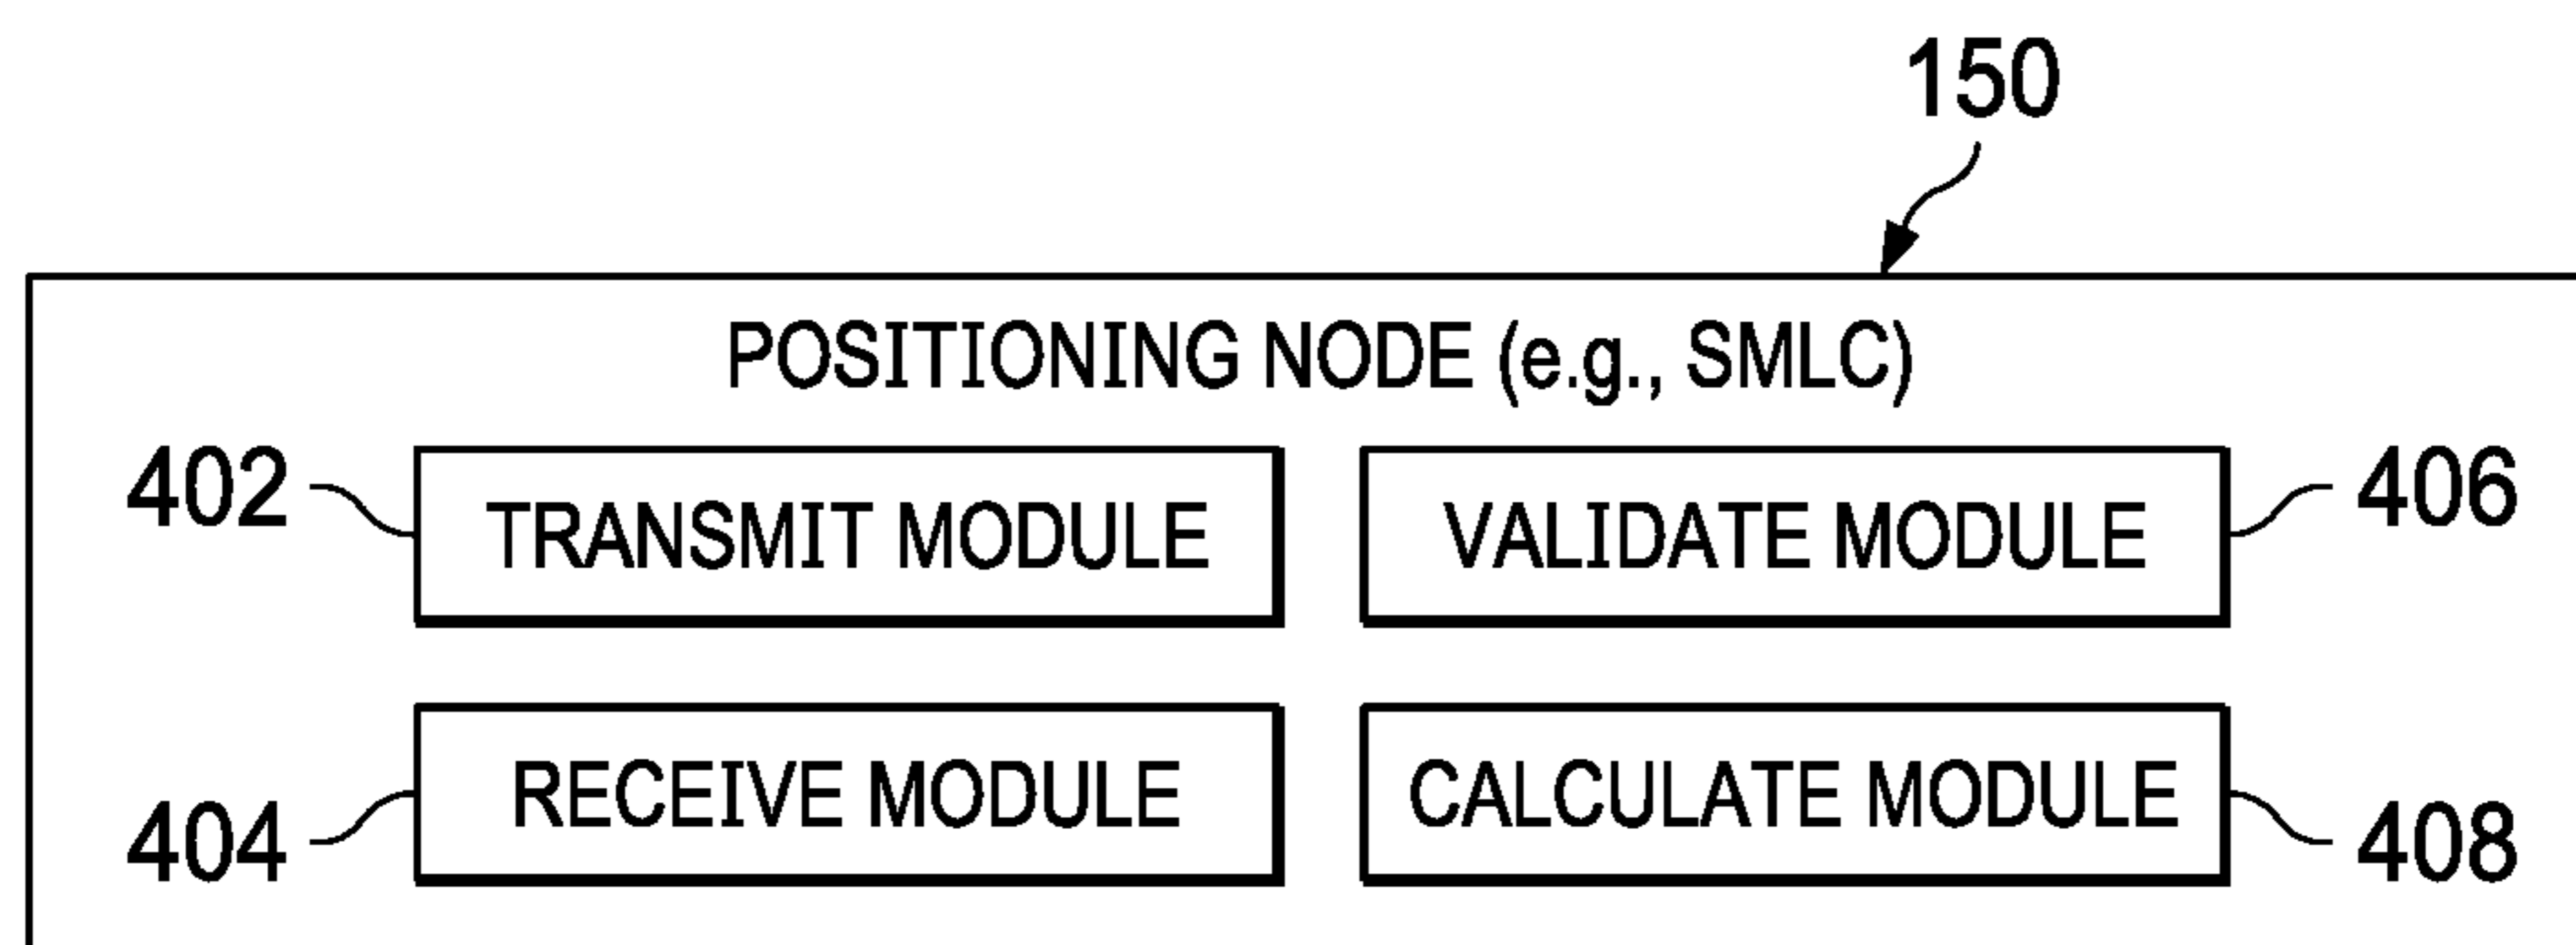 150
POSITIONING NODE (e.g., SMLC)
402 TRANSMIT MODULE VALIDATE MODULE 406
404 RECEIVE MODULE CALCULATE MODULE 408